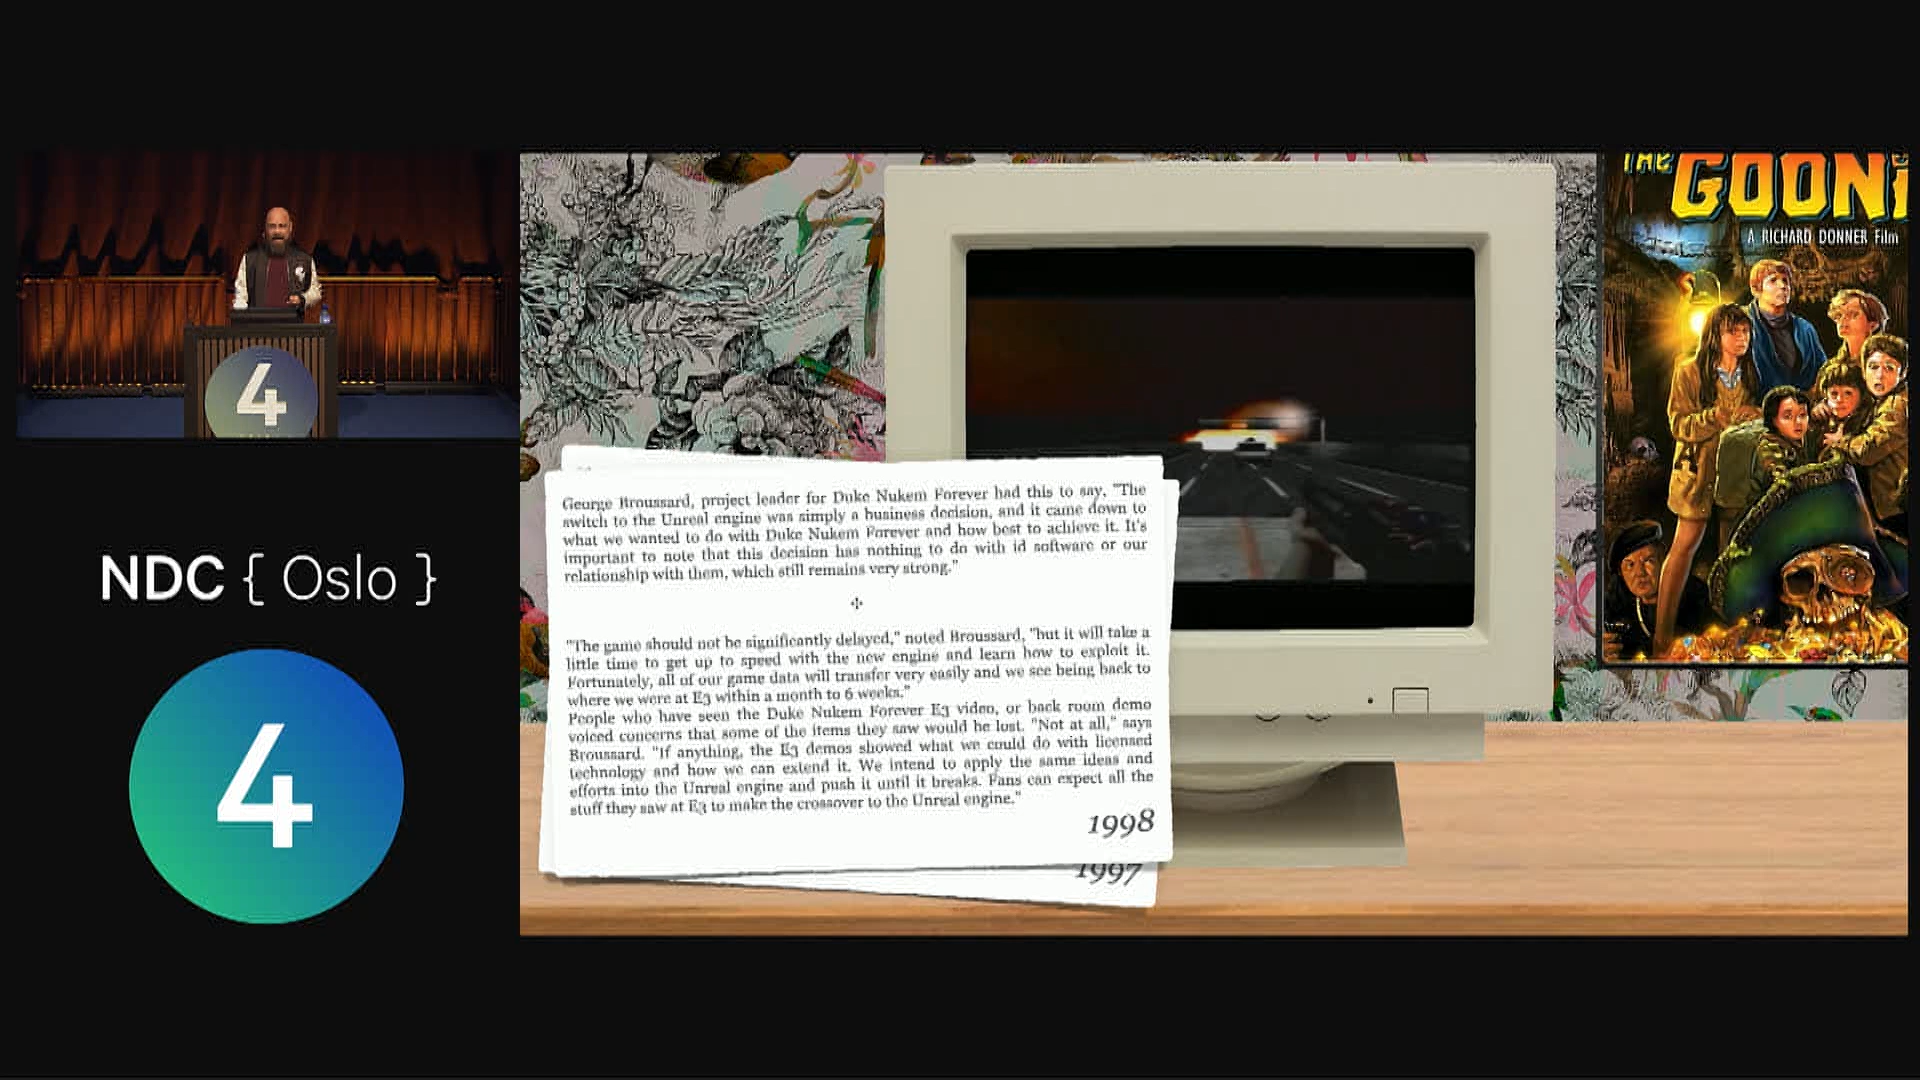 4
NDC { Oslo }
4
THE
GOONI
A RICHARD DONNER Film
George Broussard, project leader for Duke Nukem Forever had this to say, "The
switch to the Unreal engine was simply a business decision, and it came down to
what we wanted to do with Duke Nukem Forever and how best to achieve it. It's
important to note that this decision has nothing to do with id software or our
relationship with them, which still remains very strong."
"The game should not be significantly delayed," noted Broussard, "but it will take a
little time to get up to speed with the new engine and learn how to exploit it.
Fortunately, all of our game data will transfer very easily and we see being back to
where we were at E3 within a month to 6 weeks."
People who have seen the Duke Nukem Forever E3 video, or back room demo
voiced concerns that some of the items they saw would be lost. "Not at all," says
Broussard. "If anything, the E3 demos showed what we could do with licensed
technology and how we can extend it. We intend to apply the same ideas and
efforts into the Unreal engine and push it until it breaks. Fans can expect all the
stuff they saw at E3 to make the crossover to the Unreal engine."
1998
1997